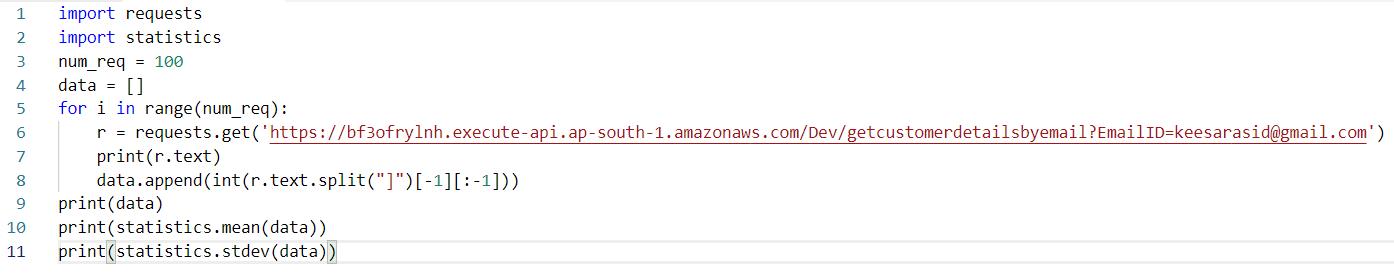 1 import requests
2 import statistics
3 num_req = 100
4 data = []
5 for i in range(num_req):
6 r = requests.get('https://bf3ofrylnh.execute-api.ap-south-1.amazonaws.com/Dev/getcustomerdetailsbyemail?EmailID=keesarasid@gmail.com')
7 print(r.text)
8 data.append(int(r.text.split("]")[-1][:-1]))
9 print(data)
10 print(statistics.mean(data))
11 print(statistics.stdev(data))